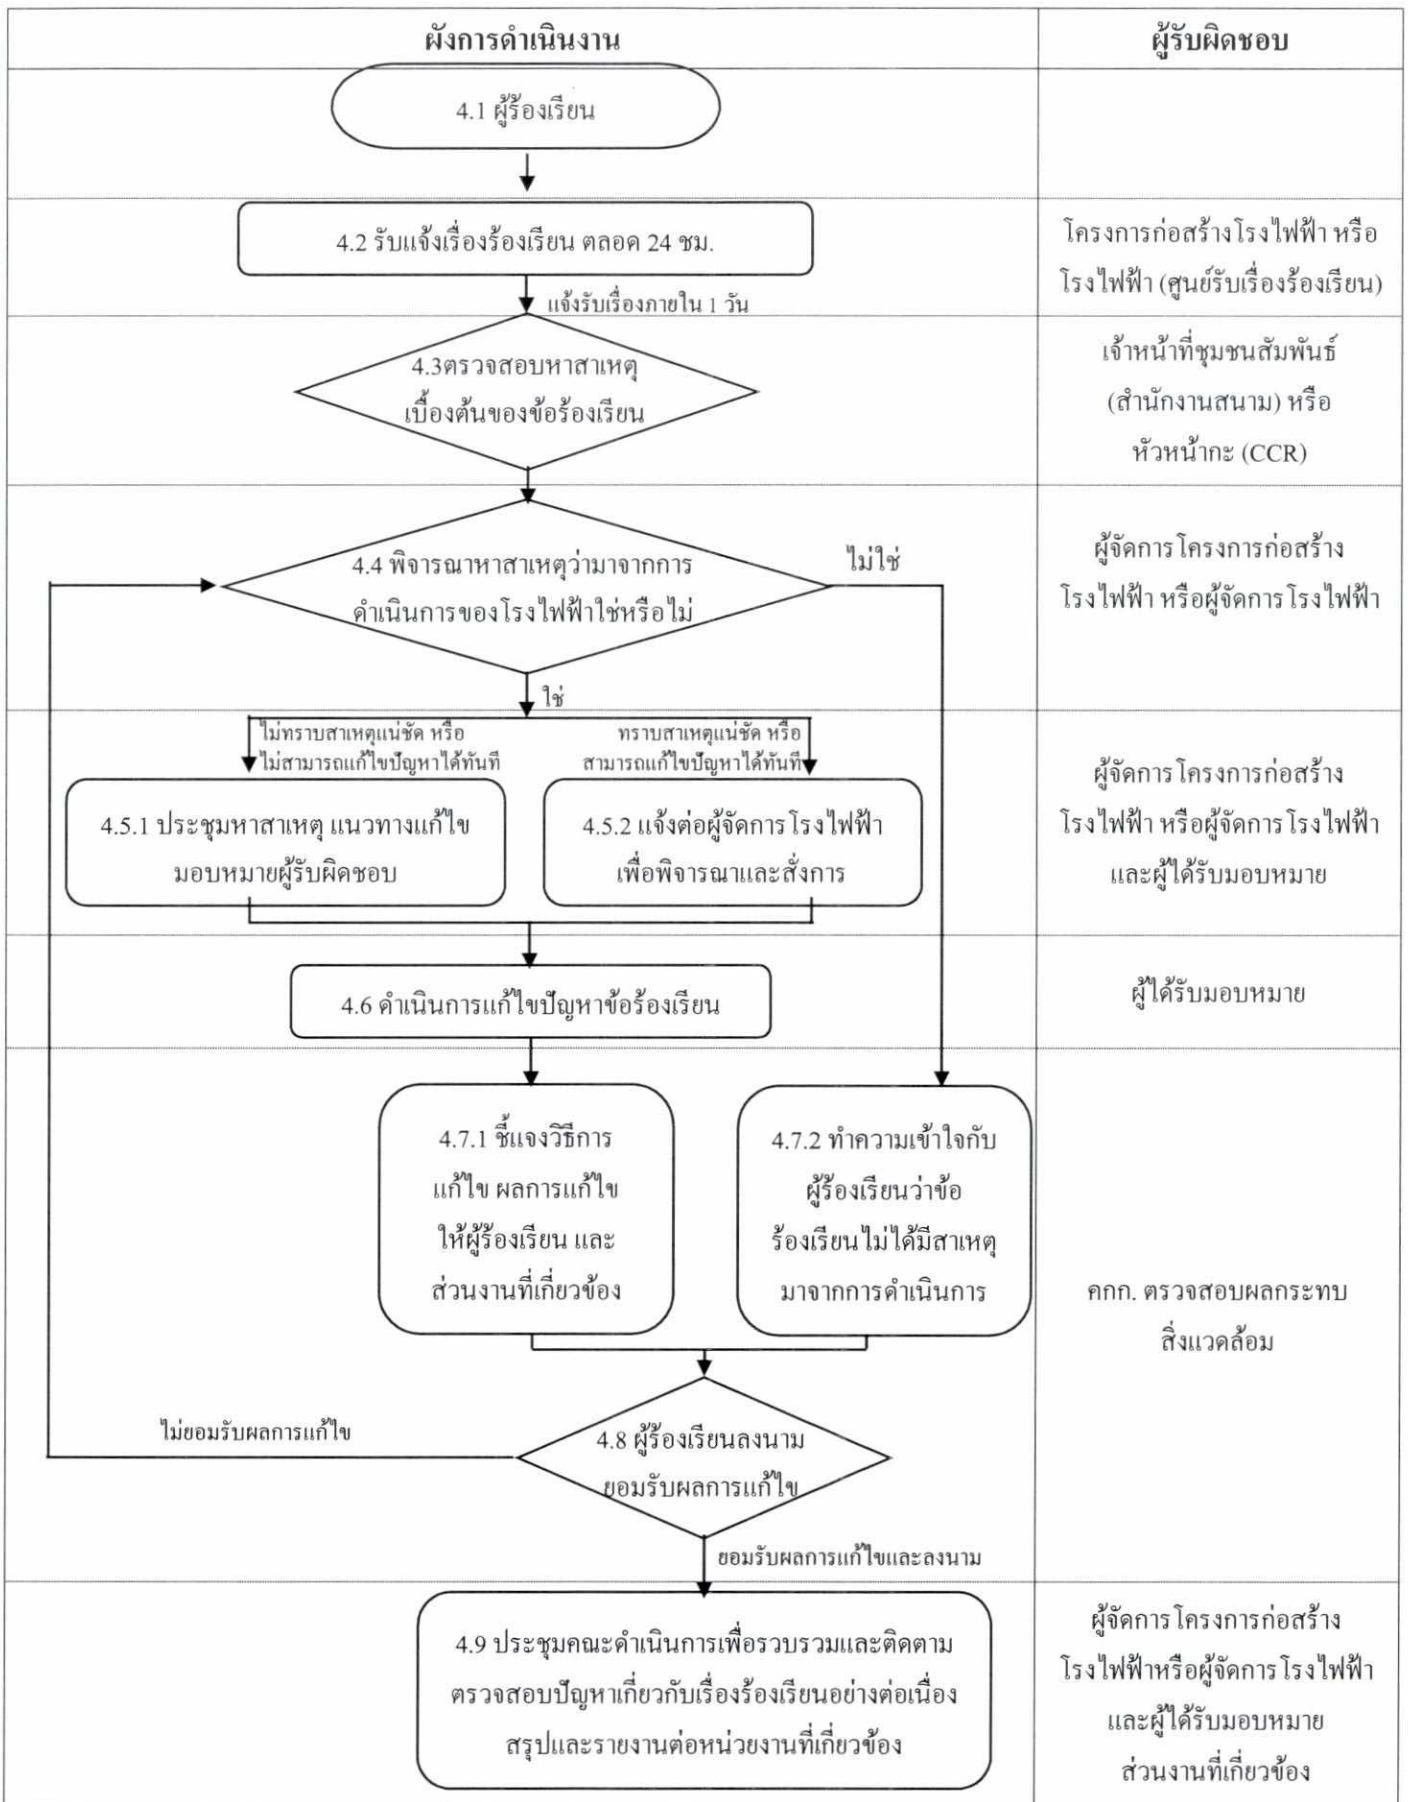 ผังการดำเนินงาน
ผู้รับผิดชอบ
4.1 ผู้ร้องเรียน
4.2 รับแจ้งเรื่องร้องเรียน ตลอด 24 ชม.
โครงการก่อสร้างโรงไฟฟ้า หรือ
โรงไฟฟ้า (ศูนย์รับเรื่องร้องเรียน)
แจ้งรับเรื่องภายใน 1 วัน
4.3ตรวจสอบหาสาเหตุ
เบื้องต้นของข้อร้องเรียน
เจ้าหน้าที่ชุมชนสัมพันธ์
(สำนักงานสนาม) หรือ
หัวหน้ากะ (CCR)
4.4 พิจารณาหาสาเหตุว่ามาจากการ
ดำเนินการของโรงไฟฟ้าใช่หรือไม่
ไม่ใช่
ผู้จัดการโครงการก่อสร้าง
โรงไฟฟ้า หรือผู้จัดการโรงไฟฟ้า
ใช่
ไม่ทราบสาเหตุแน่ชัด หรือ
ไม่สามารถแก้ไขปัญหาได้ทันที
ทราบสาเหตุแน่ชัด หรือ
สามารถแก้ไขปัญหาได้ทันที
4.5.1 ประชุมหาสาเหตุ แนวทางแก้ไข
มอบหมายผู้รับผิดชอบ
4.5.2 แจ้งต่อผู้จัดการโรงไฟฟ้า
เพื่อพิจารณาและสั่งการ
ผู้จัดการโครงการก่อสร้าง
โรงไฟฟ้า หรือผู้จัดการโรงไฟฟ้า
และผู้ได้รับมอบหมาย
4.6 ดำเนินการแก้ไขปัญหาข้อร้องเรียน
ผู้ได้รับมอบหมาย
4.7.1 ชี้แจงวิธีการ
แก้ไข ผลการแก้ไข
ให้ผู้ร้องเรียน และ
ส่วนงานที่เกี่ยวข้อง
4.7.2 ทำความเข้าใจกับ
ผู้ร้องเรียนว่าข้อ
ร้องเรียนไม่ได้มีสาเหตุ
มาจากการดำเนินการ
คกก. ตรวจสอบผลกระทบ
สิ่งแวดล้อม
ไม่ยอมรับผลการแก้ไข
4.8 ผู้ร้องเรียนลงนาม
ยอมรับผลการแก้ไข
ยอมรับผลการแก้ไขและลงนาม
4.9 ประชุมคณะดำเนินการเพื่อรวบรวมและติดตาม
ตรวจสอบปัญหาเกี่ยวกับเรื่องร้องเรียนอย่างต่อเนื่อง
สรุปและรายงานต่อหน่วยงานที่เกี่ยวข้อง
ผู้จัดการโครงการก่อสร้าง
โรงไฟฟ้าหรือผู้จัดการโรงไฟฟ้า
และผู้ได้รับมอบหมาย
ส่วนงานที่เกี่ยวข้อง